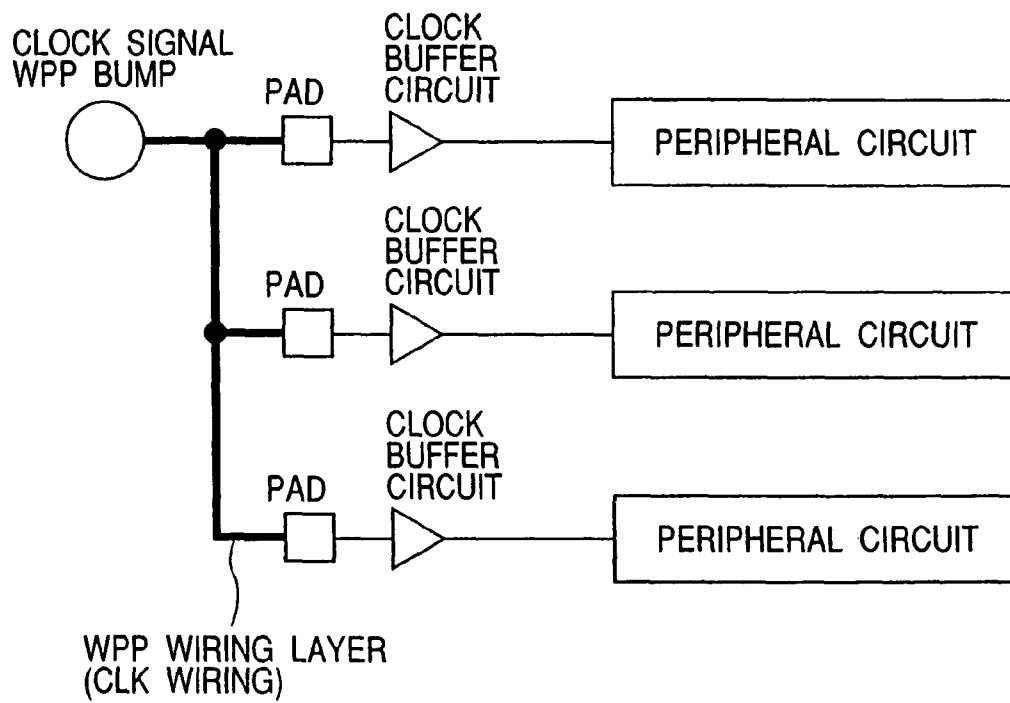 CLOCK SIGNAL
WPP BUMP
PAD
CLOCK
BUFFER
CIRCUIT
PERIPHERAL CIRCUIT
PAD
CLOCK
BUFFER
CIRCUIT
PERIPHERAL CIRCUIT
PAD
CLOCK
BUFFER
CIRCUIT
PERIPHERAL CIRCUIT
WPP WIRING LAYER
(CLK WIRING)